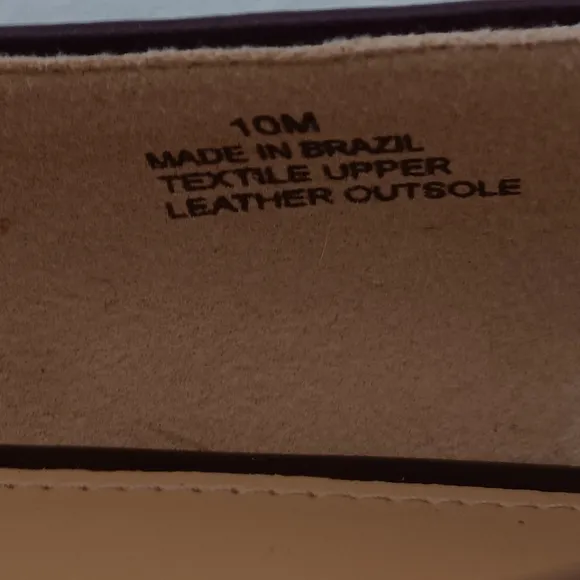 10M
MADE IN BRAZIL
TEXTILE UPPER
LEATHER OUTSOLE